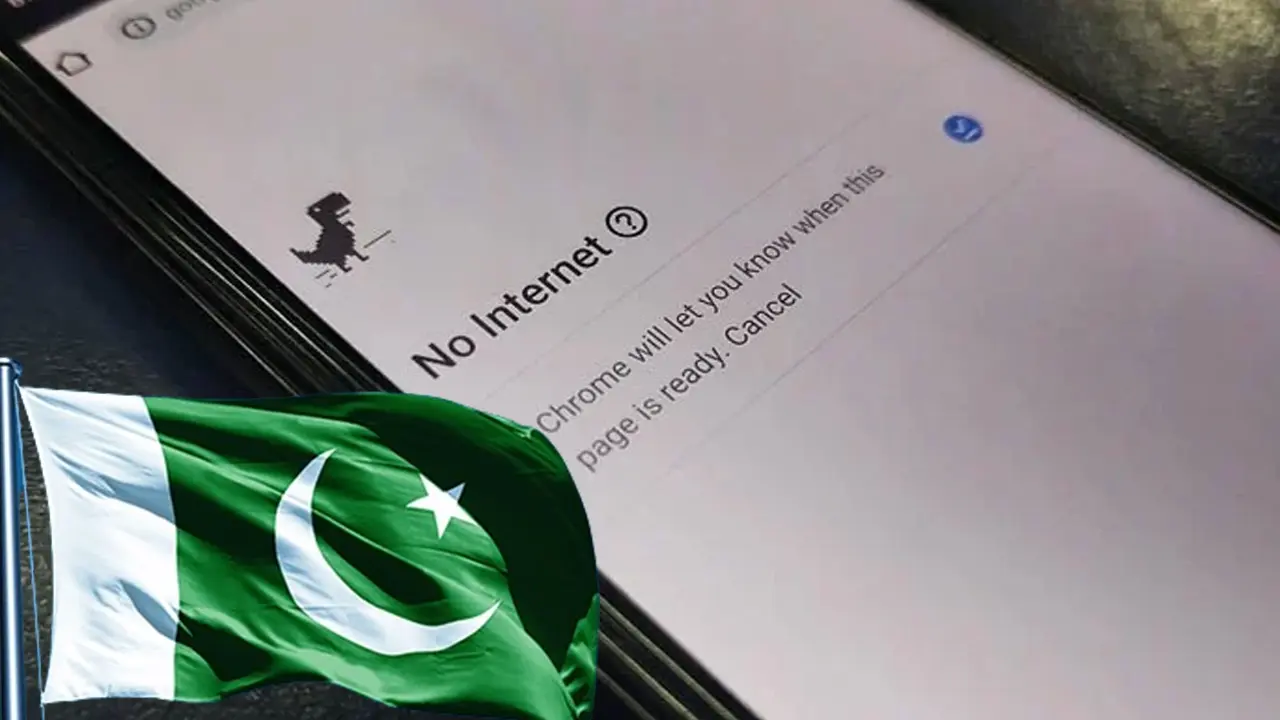 No Internet
Chrome will let you know when this
page is ready. Cancel